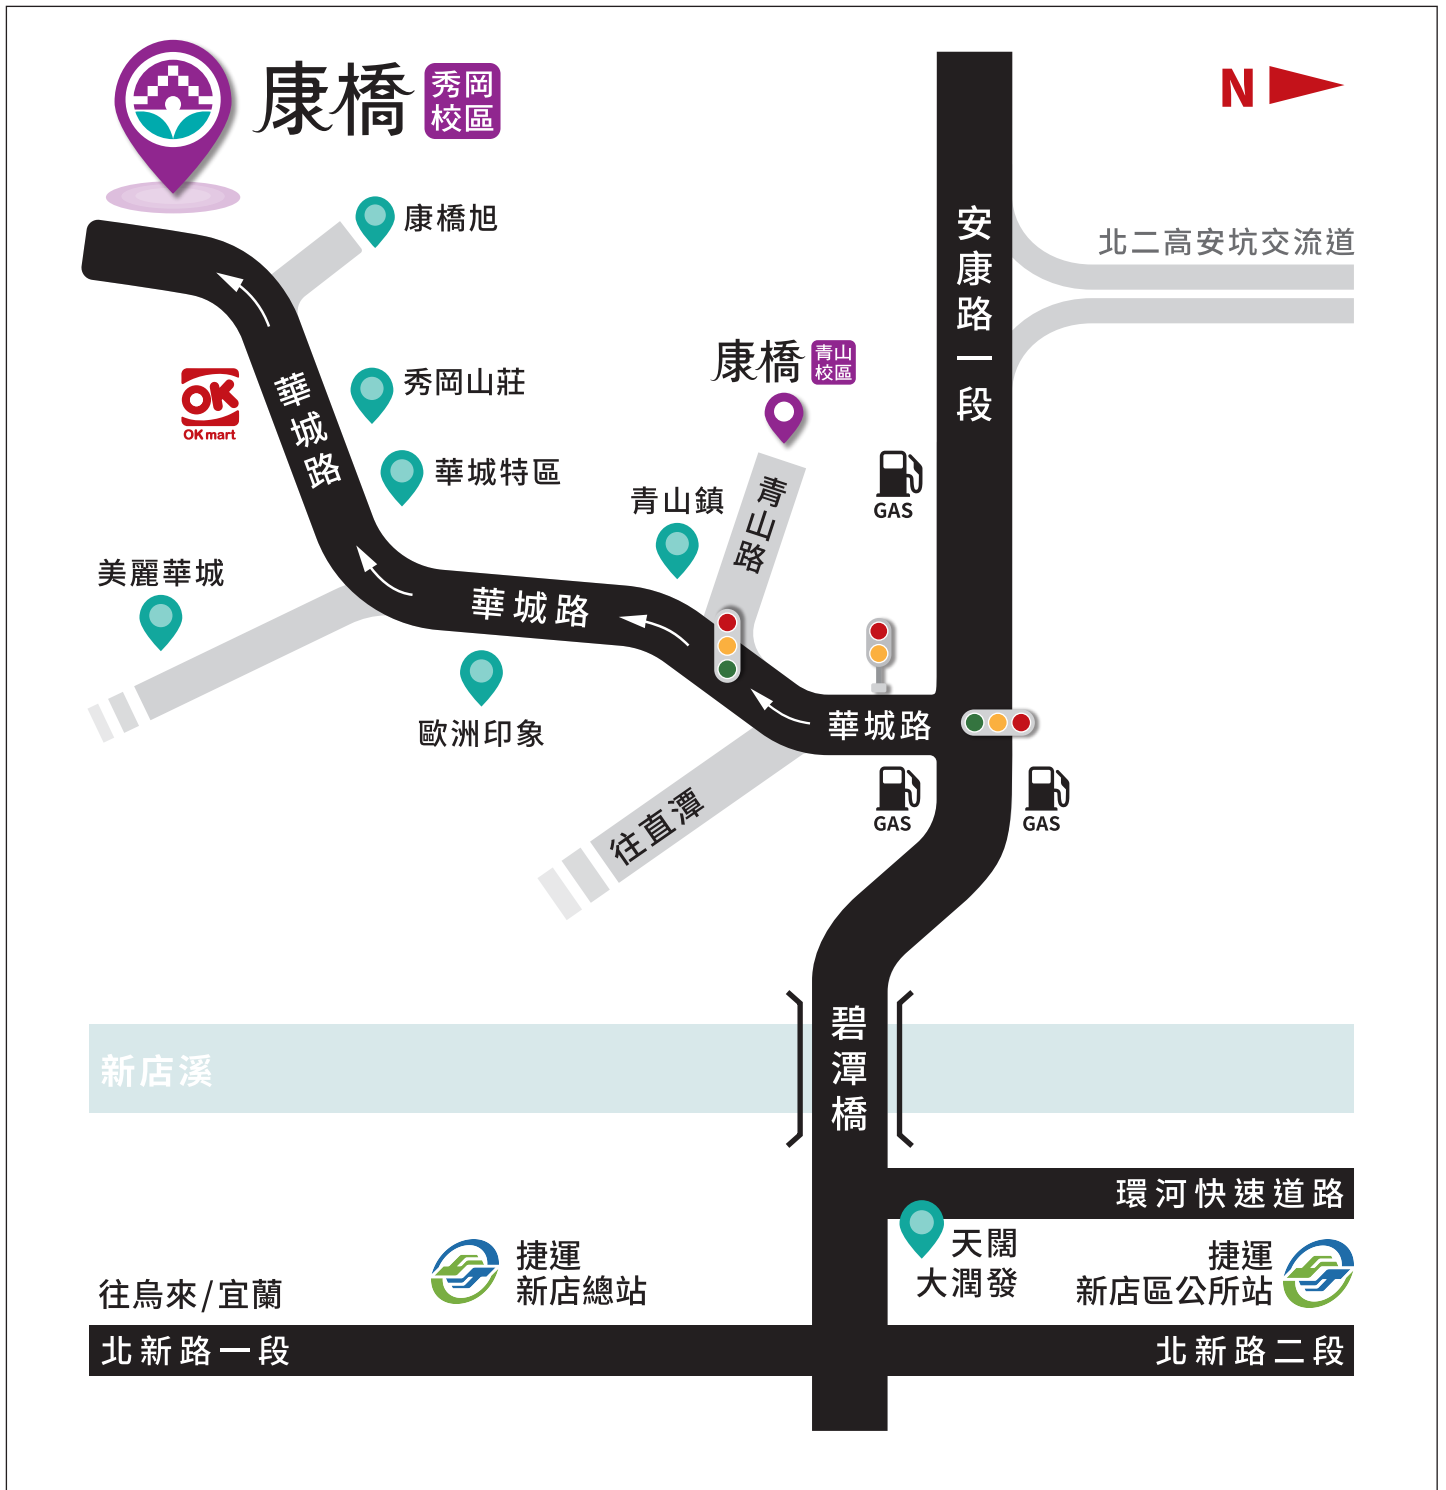 康橋
秀岡
校區
N
康橋旭
安康路一段
北二高安坑交流道
康橋
青山
校區
OK
OKmart
華城路
秀岡山莊
華城特區
青山鎮
青山路
GAS
美麗華城
華城路
歐洲印象
華城路
往直潭
GAS
GAS
碧潭橋
新店溪
環河快速道路
天闊
大潤發
捷運
新店總站
捷運
新店區公所站
往烏來/宜蘭
北新路一段
北新路二段